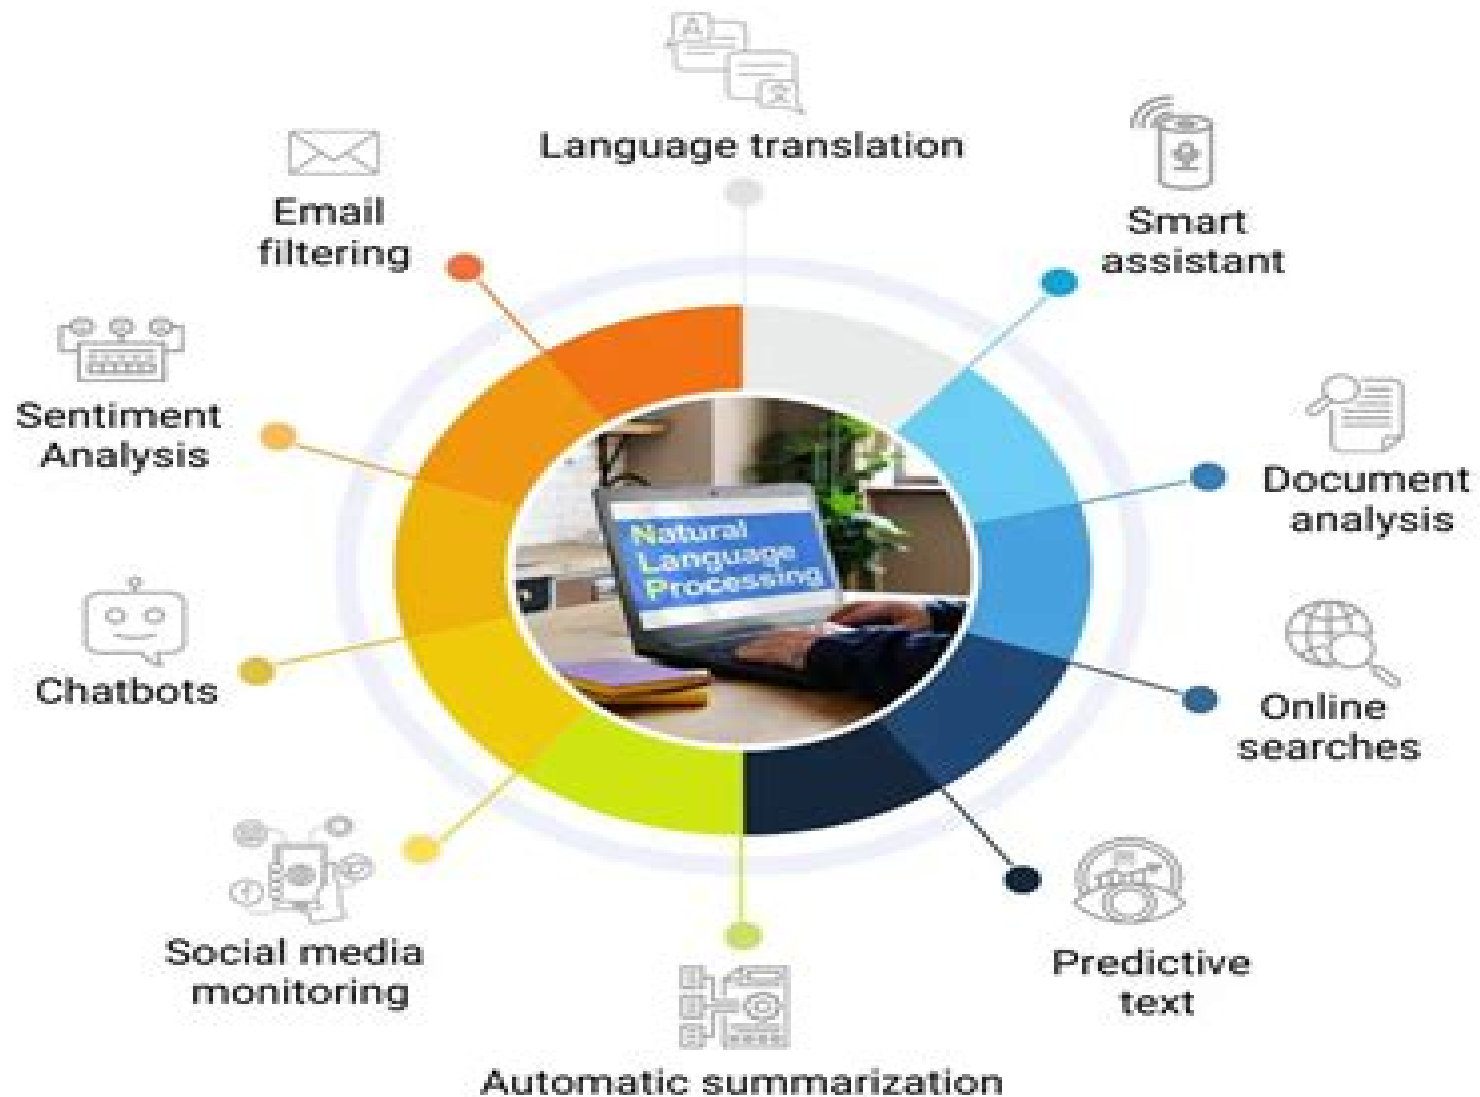 A
文
Language translation
Smart
assistant
Document
analysis
Online
searches
Predictive
text
Automatic summarization
Social media
monitoring
Chatbots
Sentiment
Analysis
Email
filtering
Natural
Language
Processing